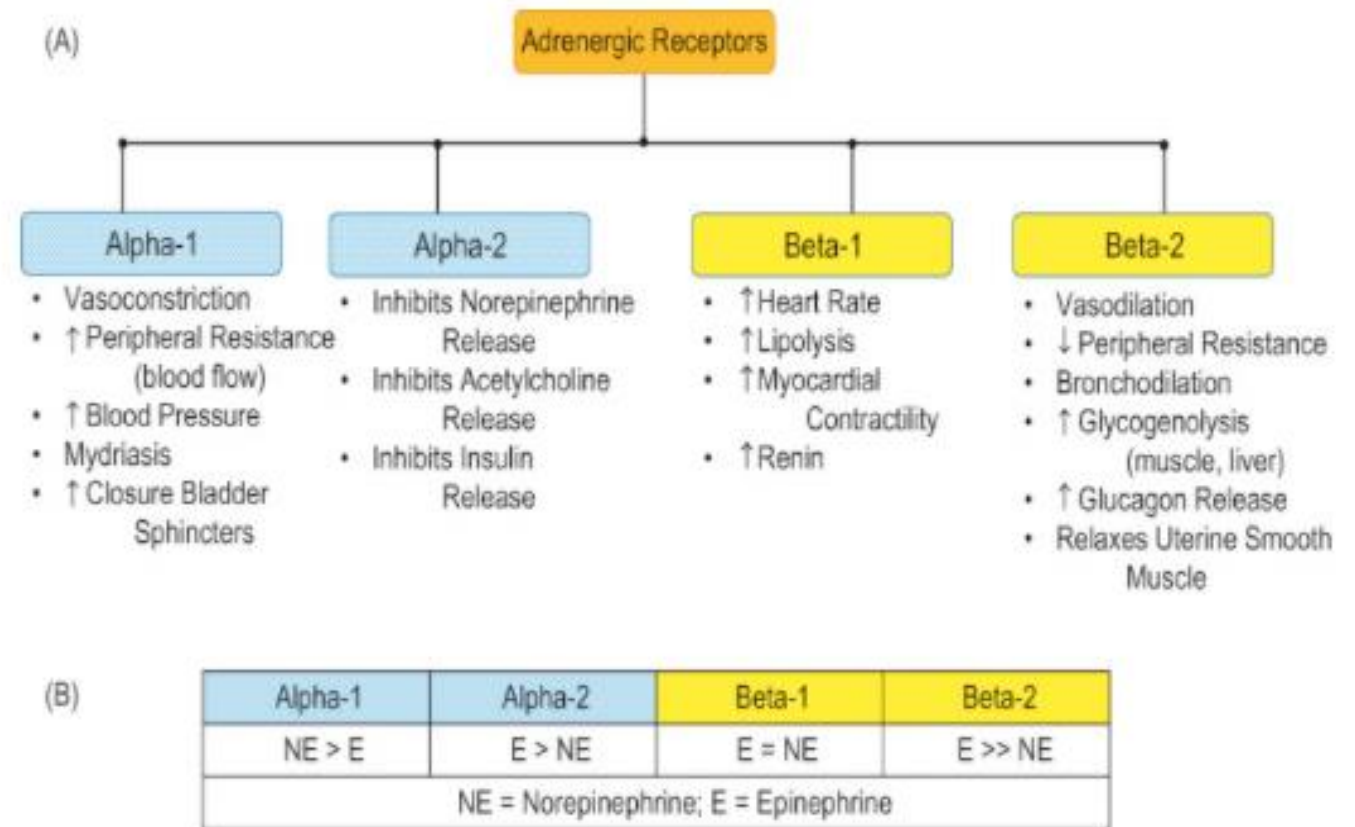 (A)
Adrenergic Receptors
Alpha-1
• Vasoconstriction
• ↑ Peripheral Resistance
(blood flow)
• ↑ Blood Pressure
• Mydriasis
• ↑ Closure Bladder
Sphincters
Alpha-2
• Inhibits Norepinephrine
Release
• Inhibits Acetylcholine
Release
• Inhibits Insulin
Release
Beta-1
• ↑Heart Rate
• ↑Lipolysis
• ↑Myocardial
Contractility
• ↑Renin
Beta-2
• Vasodilation
• ↓ Peripheral Resistance
• Bronchodilation
• ↑ Glycogenolysis
(muscle, liver)
• ↑ Glucagon Release
• Relaxes Uterine Smooth
Muscle
(B)
Alpha-1 Alpha-2 Beta-1 Beta-2
NE > E E > NE E = NE E >> NE
NE = Norepinephrine; E = Epinephrine